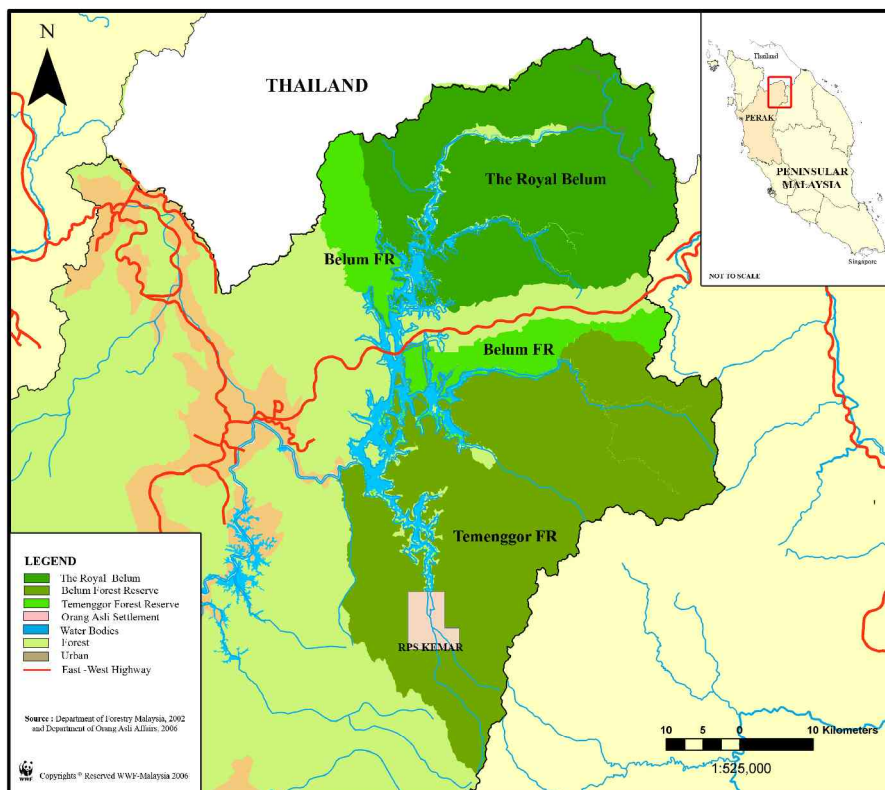 N
THAILAND
The Royal Belum
Belum FR
Belum FR
Temenggor FR
RPS KEMAR
Thailand
PERAK
PENINSULAR
MALAYSIA
Singapore
NOT TO SCALE
LEGEND
The Royal Belum
Belum Forest Reserve
Temenggor Forest Reserve
Orang Asli Settlement
Water Bodies
Forest
Urban
East -West Highway
Source : Department of Forestry Malaysia, 2002
and Department of Orang Asli Affairs, 2006
WWF
Copyrights © Reserved WWF-Malaysia 2006
10 5 0 10 Kilometers
1:525,000